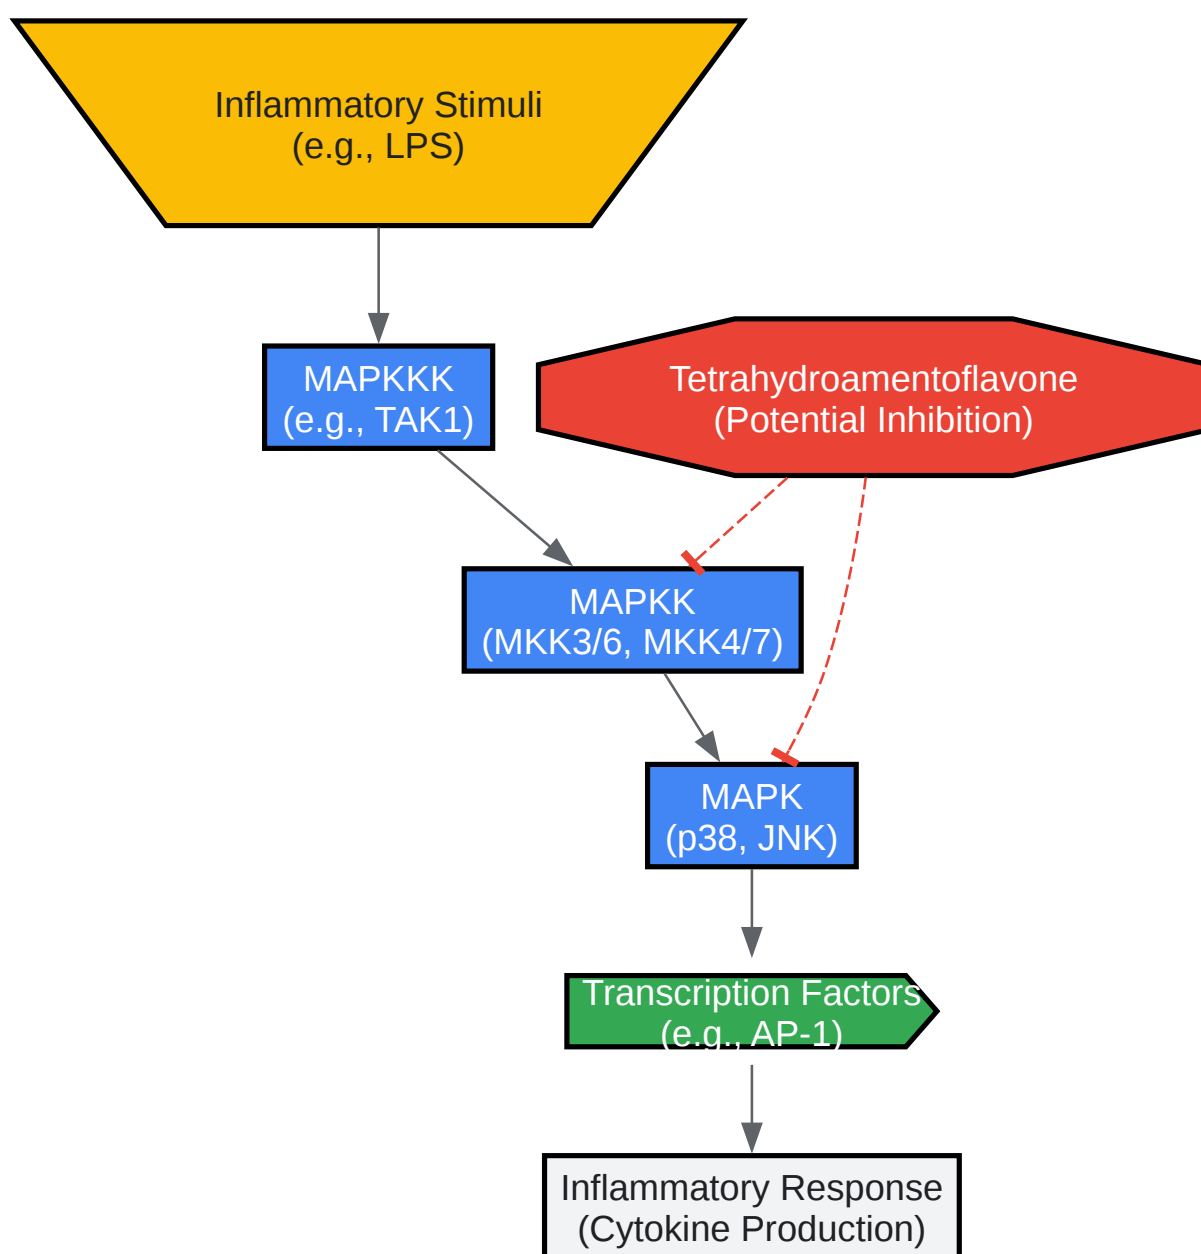 Inflammatory Stimuli
(e.g., LPS)
MAPKKK
(e.g., TAK1)
Tetrahydroamentoflavone
(Potential Inhibition)
MAPKK
(MKK3/6, MKK4/7)
MAPK
(p38, JNK)
Transcription Factors
(e.g., AP-1)
Inflammatory Response
(Cytokine Production)